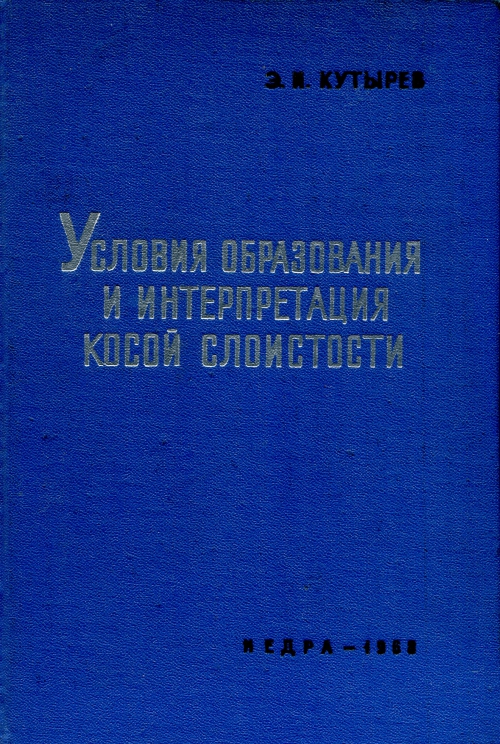 Э. И. КУТЫРЕВ
УСЛОВИЯ ОБРАЗОВАНИЯ
И ИНТЕРПРЕТАЦИЯ
КОСОЙ СЛОИСТОСТИ
НЕДРА — 1968